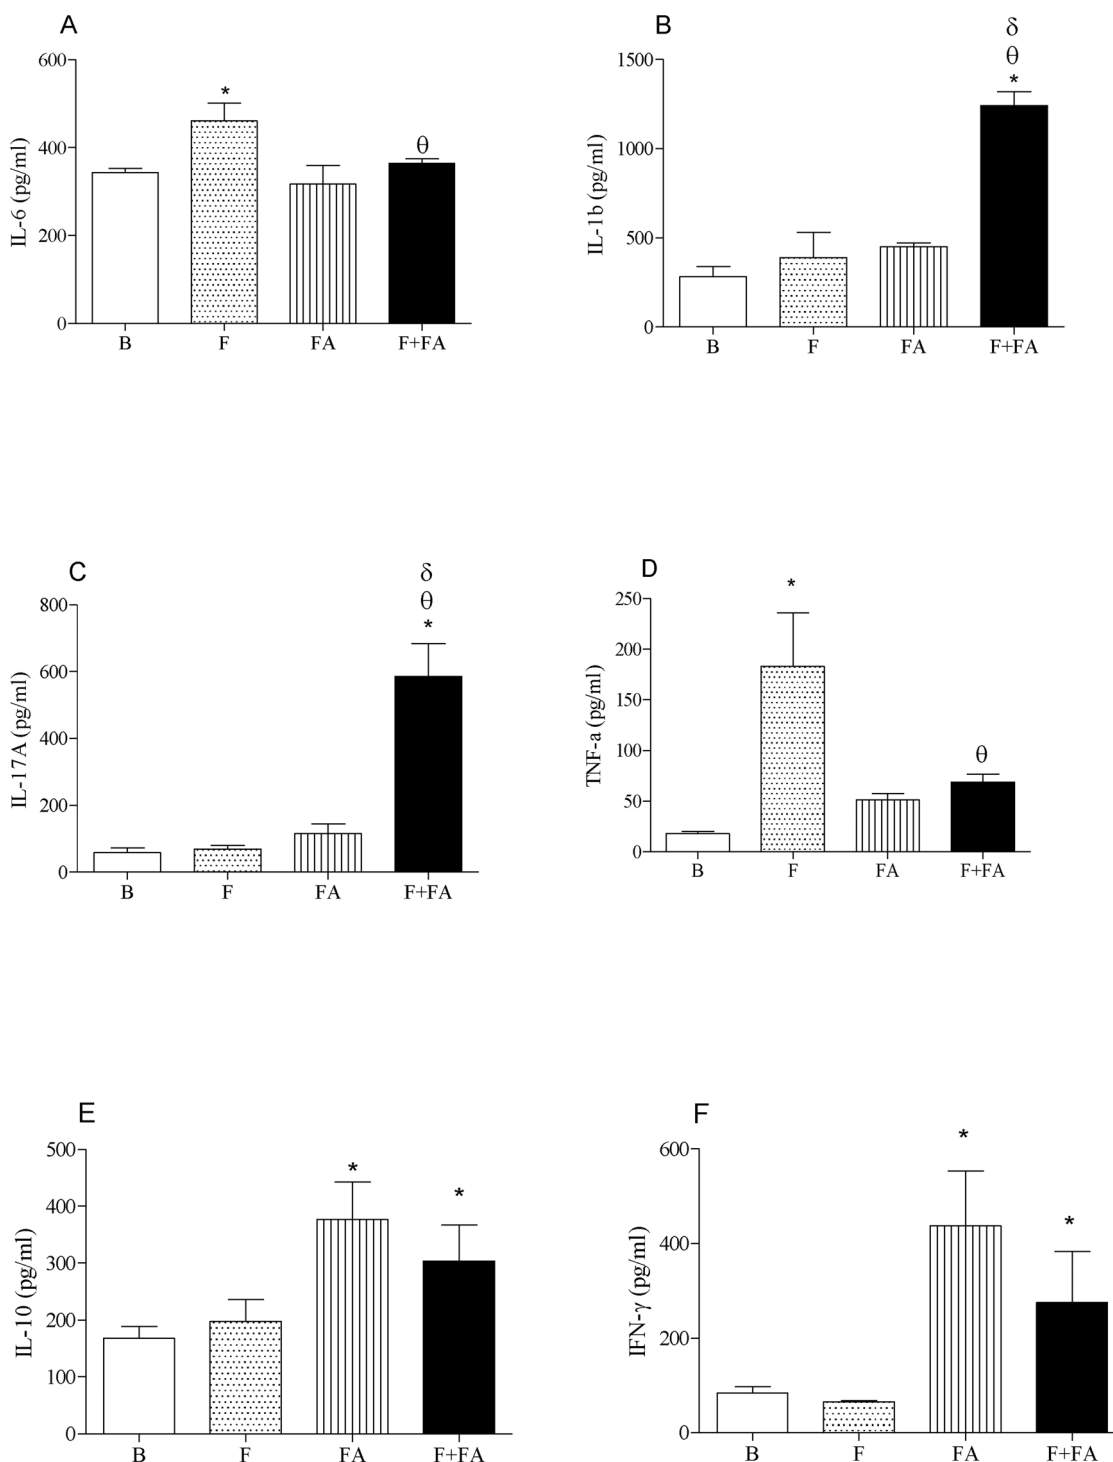 A
IL-6 (pg/ml)
600
400
200
0
*
θ
B
F
FA
F+FA
B
IL-1b (pg/ml)
1500
1000
500
0
δ
θ
*
B
F
FA
F+FA
C
IL-17A (pg/ml)
800
600
400
200
0
δ
θ
*
B
F
FA
F+FA
D
TNF-a (pg/ml)
250
200
150
100
50
0
*
θ
B
F
FA
F+FA
E
IL-10 (pg/ml)
500
400
300
200
100
0
*
*
B
F
FA
F+FA
F
IFN-γ (pg/ml)
600
400
200
0
*
*
B
F
FA
F+FA